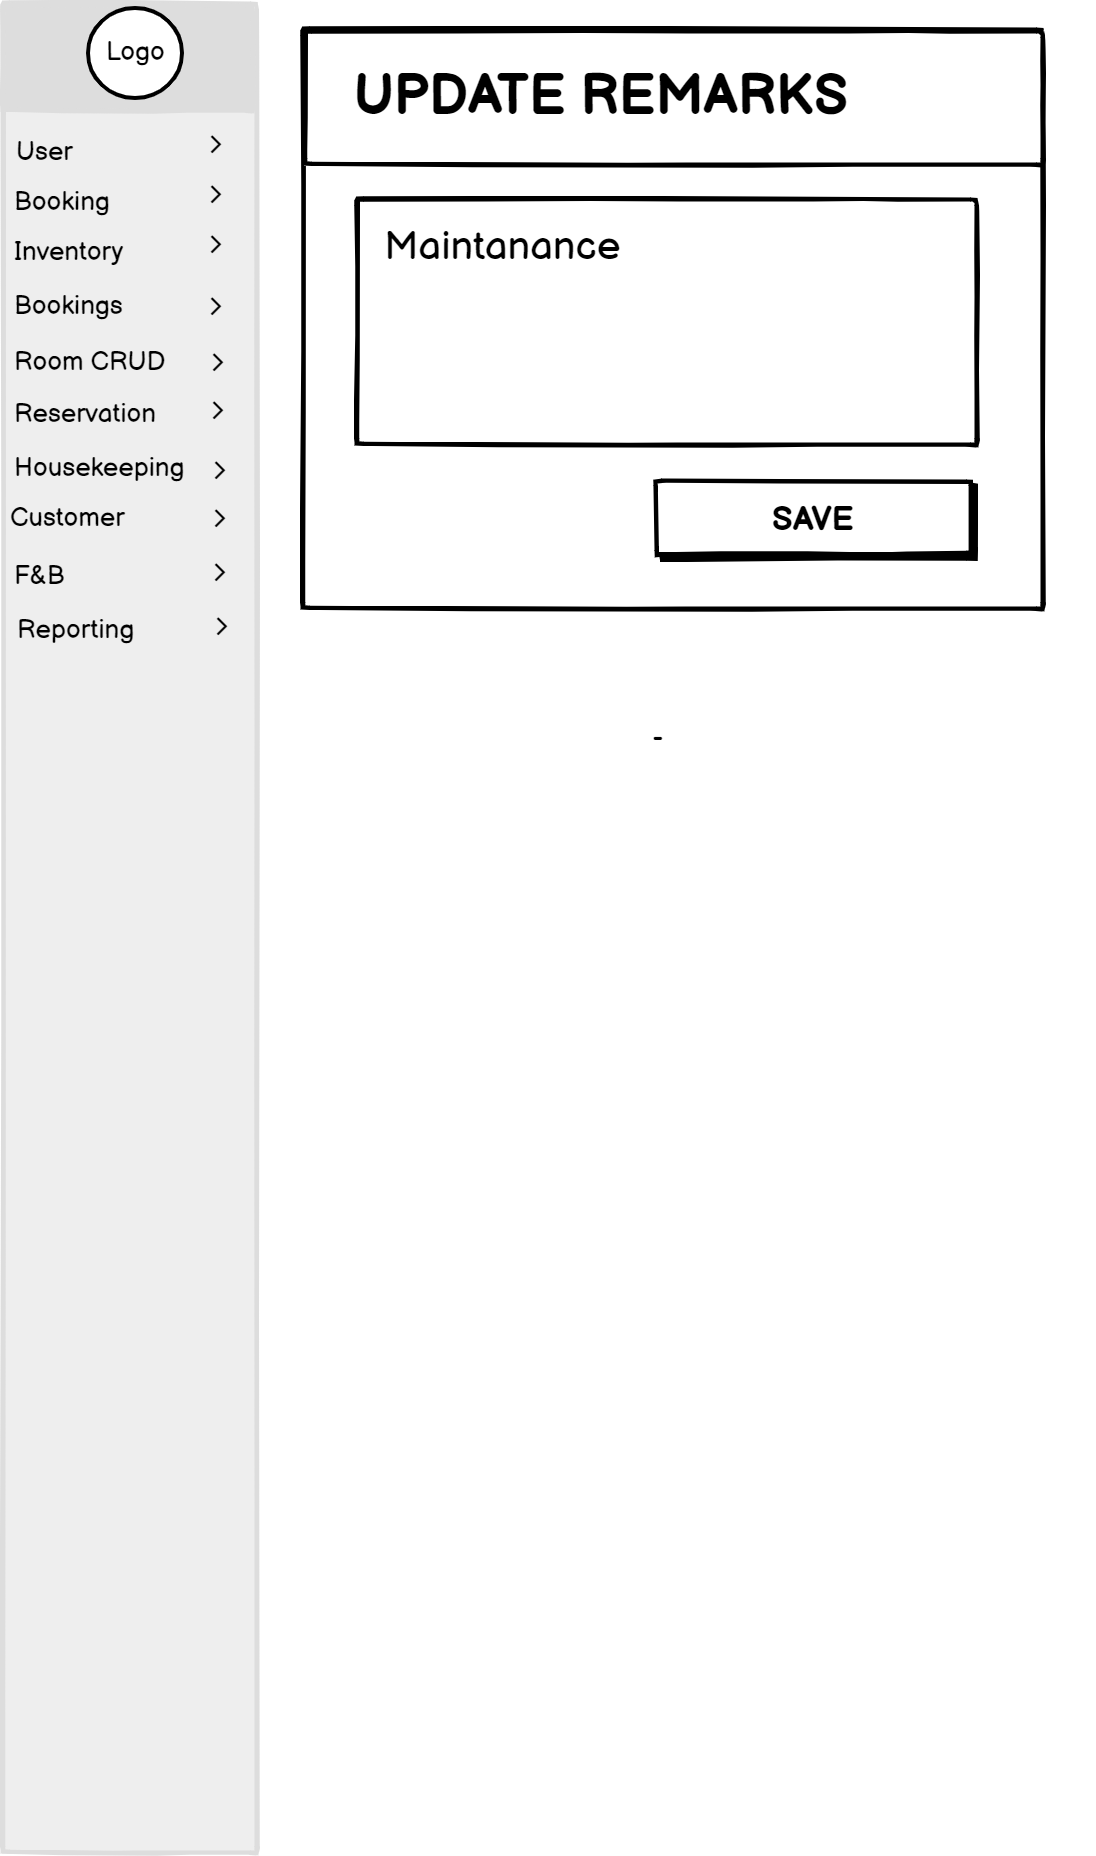 Logo
User
Booking
Inventory
Bookings
Room CRUD
Reservation
Housekeeping
Customer
F&B
Reporting
UPDATE REMARKS
Maintanance
SAVE
-